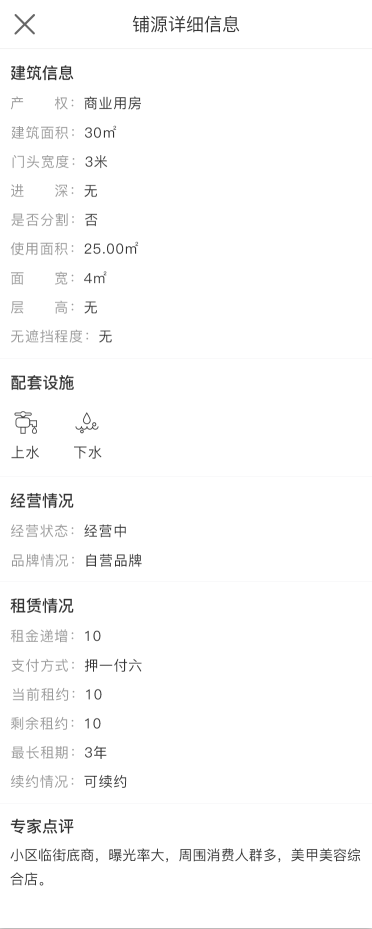 铺源详细信息
建筑信息
产 权：商业用房
建筑面积：30㎡
门头宽度：3米
进 深：无
是否分割：否
使用面积：25.00㎡
面 宽：4㎡
层 高：无
无遮挡程度：无
配套设施
上水 下水
经营情况
经营状态：经营中
品牌情况：自营品牌
租赁情况
租金递增：10
支付方式：押一付六
当前租约：10
剩余租约：10
最长租期：3年
续约情况：可续约
专家点评
小区临街底商，曝光率大，周围消费人群多，美甲美容综
合店。